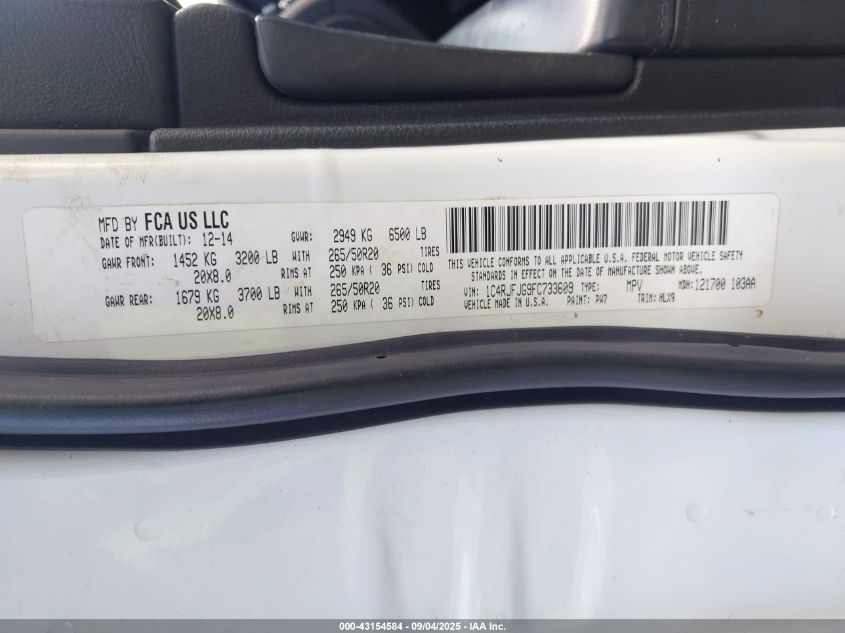 MFD BY FCA US LLC
DATE OF MFR(BUILT): 12-14 GVWR: 2949 KG 6500 LB
GAWR FRONT: 1452 KG 3200 LB WITH 265/50R20 TIRES
20X8.0 RIMS AT 250 KPA ( 36 PSI) COLD
GAWR REAR: 1679 KG 3700 LB WITH 265/50R20 TIRES
20X8.0 RIMS AT 250 KPA ( 36 PSI) COLD
THIS VEHICLE CONFORMS TO ALL APPLICABLE U.S.A. FEDERAL MOTOR VEHICLE SAFETY
STANDARDS IN EFFECT ON THE DATE OF MANUFACTURE SHOWN ABOVE.
VIN: 1C4RJFJG9FC733609 TYPE: MPV MDH:121700 103AA
VEHICLE MADE IN U.S.A. PAINT: PW7 TRIM: HLX9
000-43154584 - 09/04/2025 - IAA Inc.